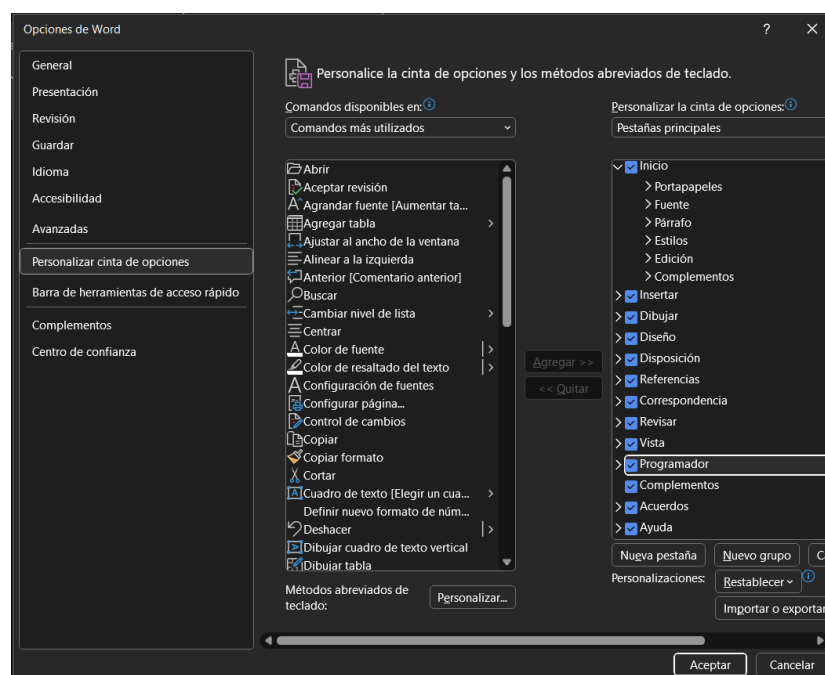 Opciones de Word
?
General
Presentación
Revisión
Guardar
Idioma
Accesibilidad
Avanzadas
Personalizar cinta de opciones
Barra de herramientas de acceso rápido
Complementos
Centro de confianza
Personalice la cinta de opciones y los métodos abreviados de teclado.
Comandos disponibles en:
Comandos más utilizados
Abrir
Aceptar revisión
Agrandar fuente [Aumentar ta...
Agregar tabla
Ajustar al ancho de la ventana
Alinear a la izquierda
Anterior [Comentario anterior]
Buscar
Cambiar nivel de lista
Centrar
Color de fuente
Color de resaltado del texto
Configuración de fuentes
Configurar página...
Control de cambios
Copiar
Copiar formato
Cortar
Cuadro de texto [Elegir un cua...
Definir nuevo formato de núm...
Deshacer
Dibujar cuadro de texto vertical
Dibujar tabla
Métodos abreviados de
teclado:
Personalizar...
Agregar >>
<< Quitar
Personalizar la cinta de opciones:
Pestañas principales
Inicio
Portapapeles
Fuente
Párrafo
Estilos
Edición
Complementos
Insertar
Dibujar
Diseño
Disposición
Referencias
Correspondencia
Revisar
Vista
Programador
Complementos
Acuerdos
Ayuda
Nueva pestaña
Nuevo grupo
Personalizaciones:
Restablecer
Importar o exportar
Aceptar
Cancelar